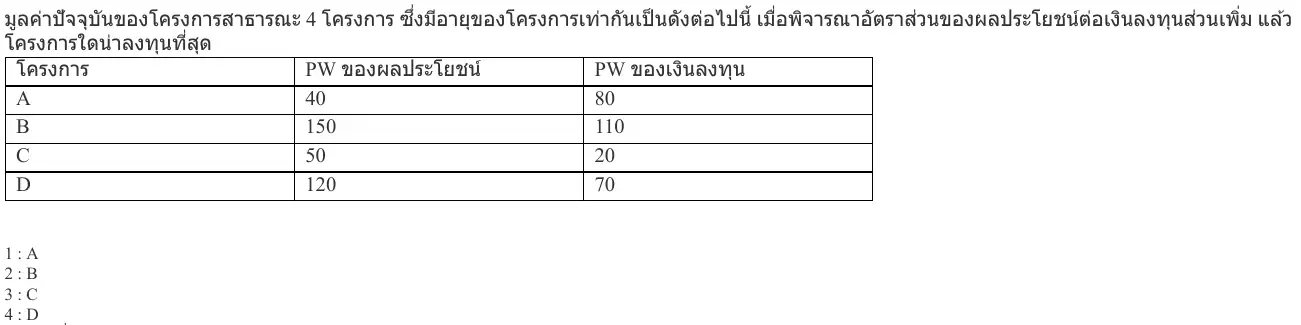 มูลค่าปัจจุบันของโครงการสาธารณะ 4 โครงการ ซึ่งมีอายุของโครงการเท่ากันเป็นดังต่อไปนี้ เมื่อพิจารณาอัตราส่วนของผลประโยชน์ต่อเงินลงทุนส่วนเพิ่ม แล้ว
โครงการใดน่าลงทุนที่สุด
โครงการ PW ของผลประโยชน์ PW ของเงินลงทุน
A 40 80
B 150 110
C 50 20
D 120 70
1 : A
2 : B
3 : C
4 : D